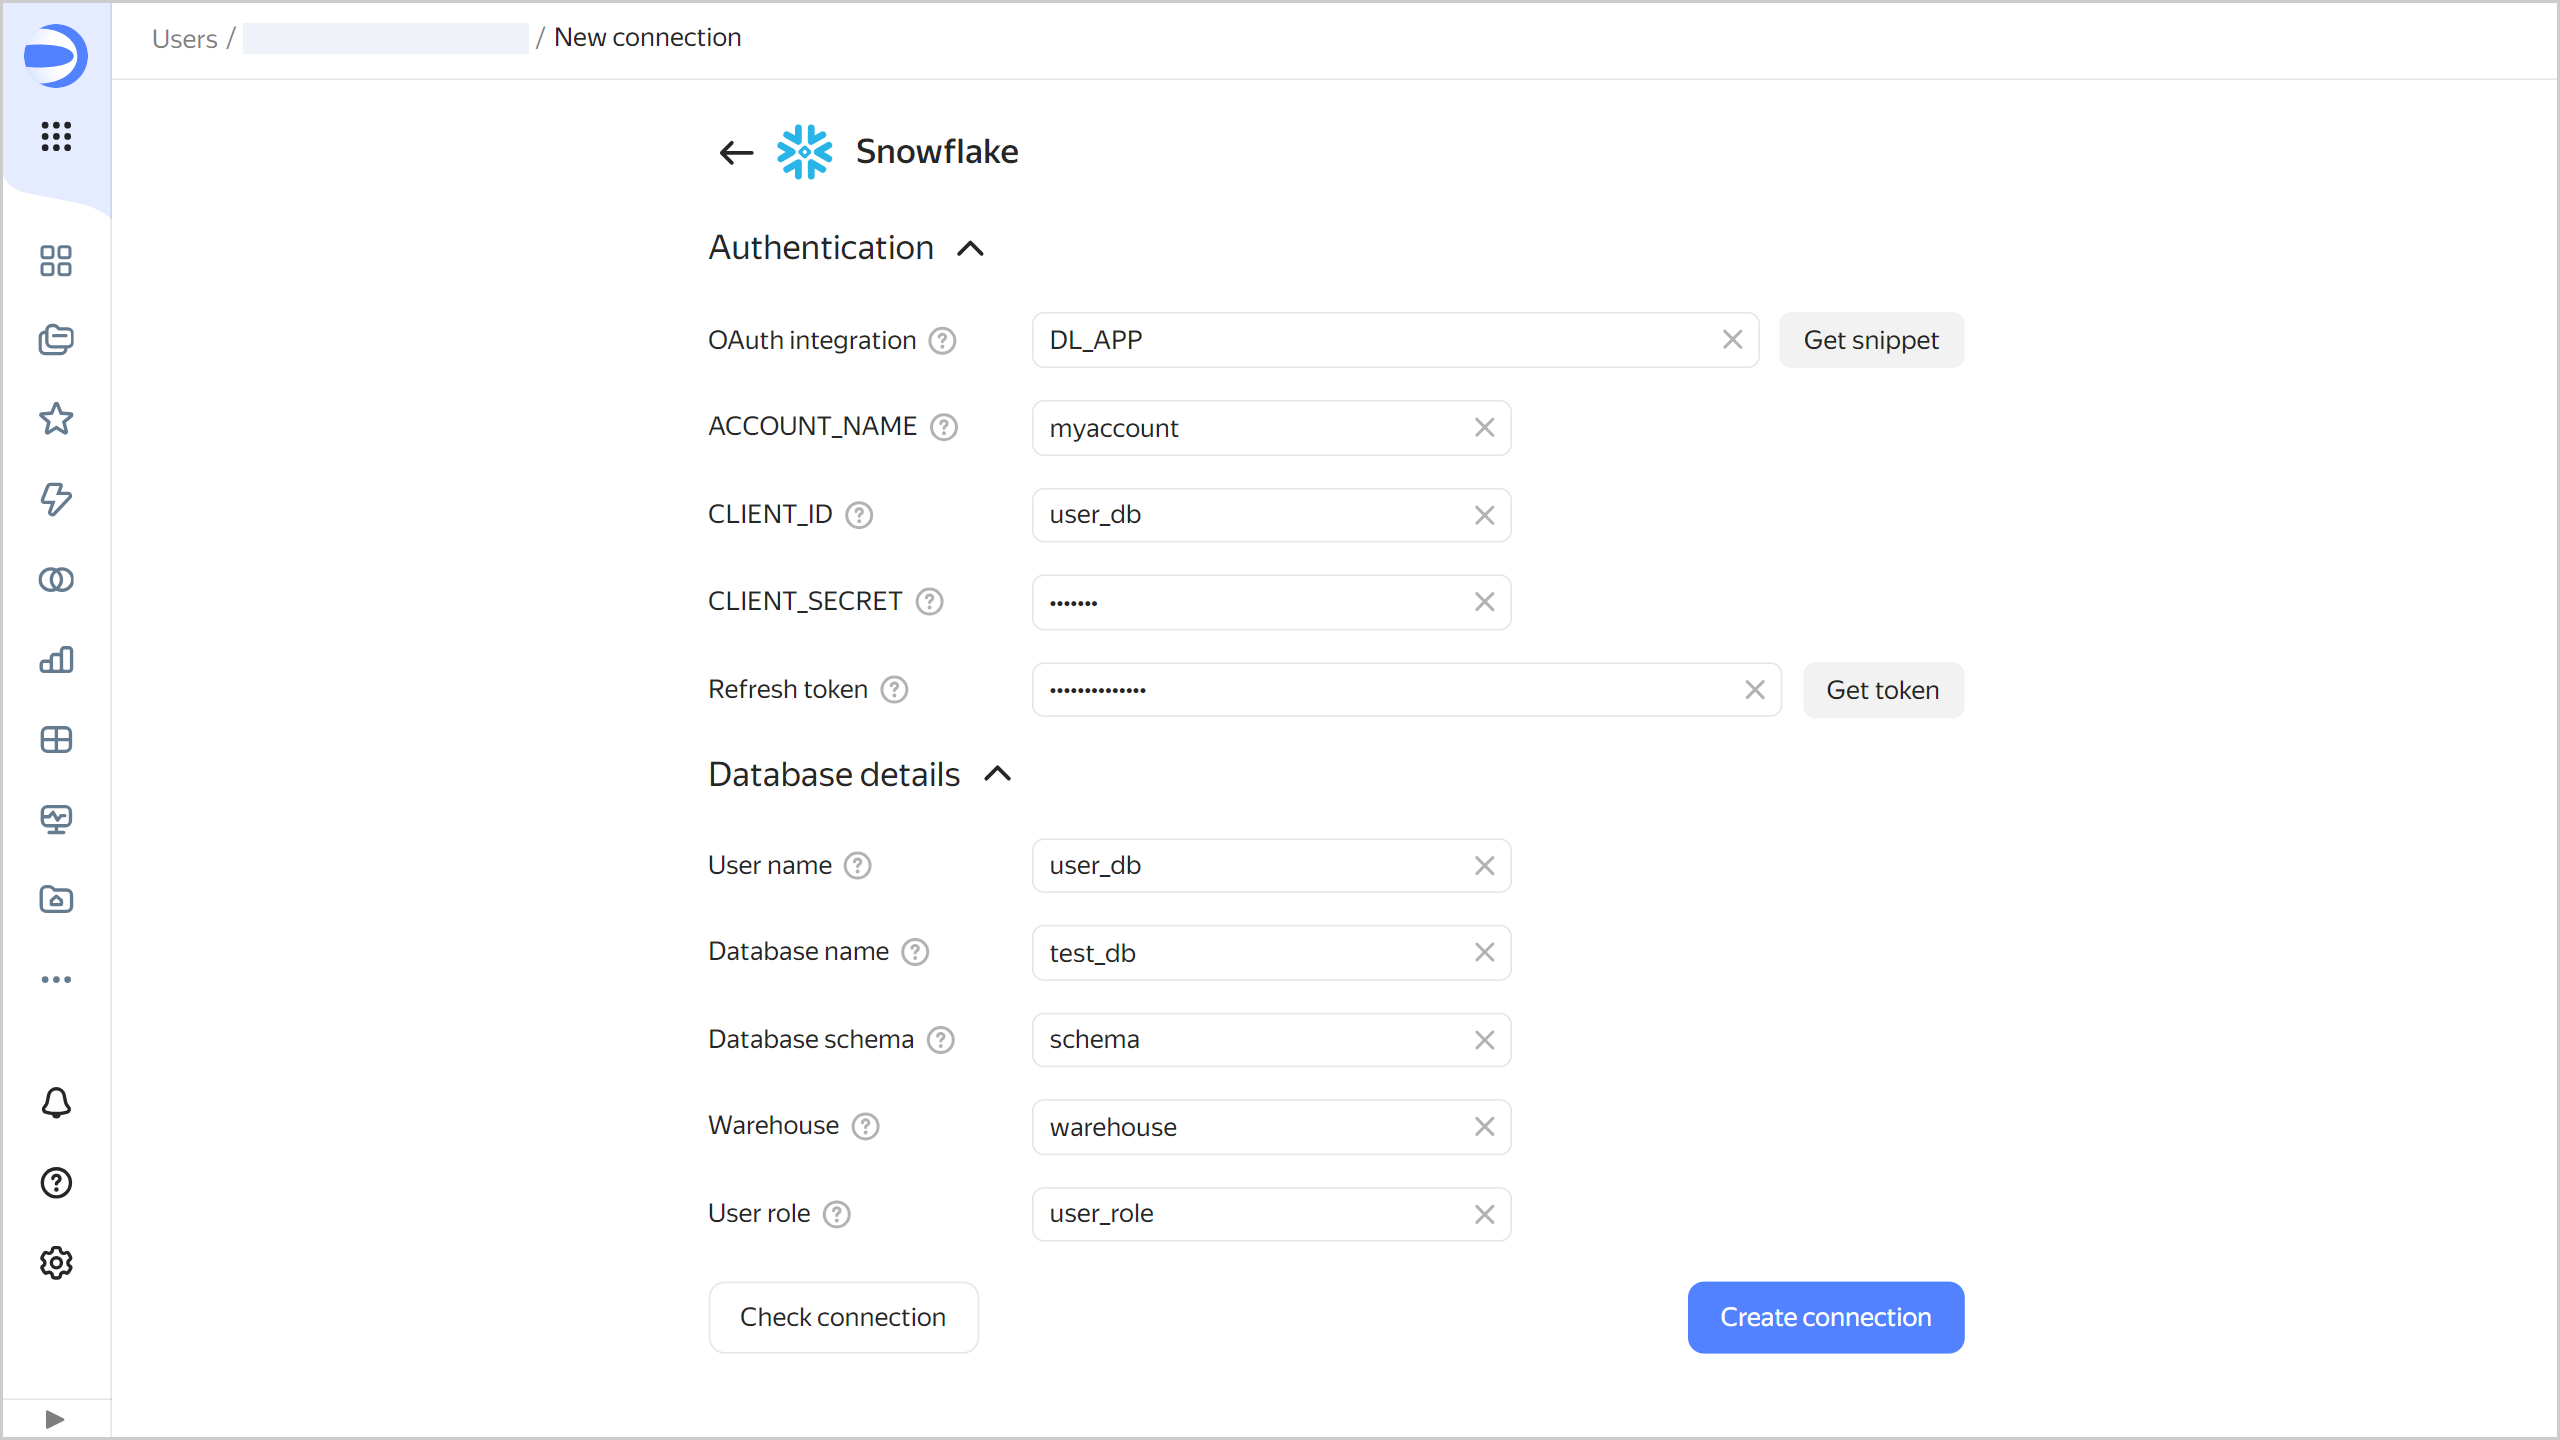 Users / / New connection
Snowflake
Authentication
OAuth integration ? DL_APP Get snippet
ACCOUNT_NAME ? myaccount
CLIENT_ID ? user_db
CLIENT_SECRET ? •••••••
Refresh token ? •••••••••••••• Get token
Database details
User name ? user_db
Database name ? test_db
Database schema ? schema
Warehouse ? warehouse
User role ? user_role
Check connection Create connection